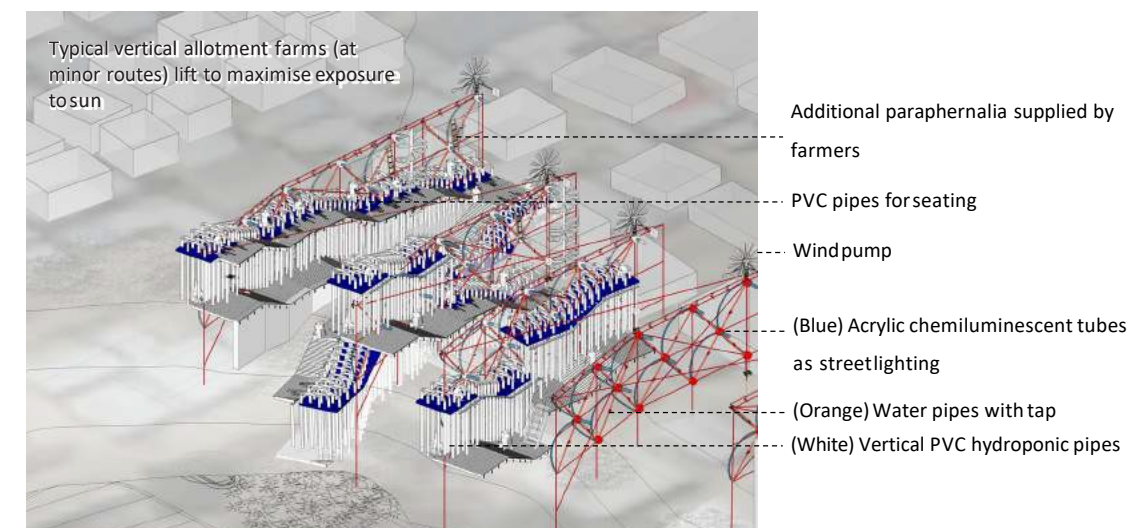 Typical vertical allotment farms (at
minor routes) lift to maximise exposure
to sun
Additional paraphernalia supplied by
farmers
PVC pipes for seating
Wind pump
(Blue) Acrylic chemiluminescent tubes
as street lighting
(Orange) Water pipes with tap
(White) Vertical PVC hydroponic pipes